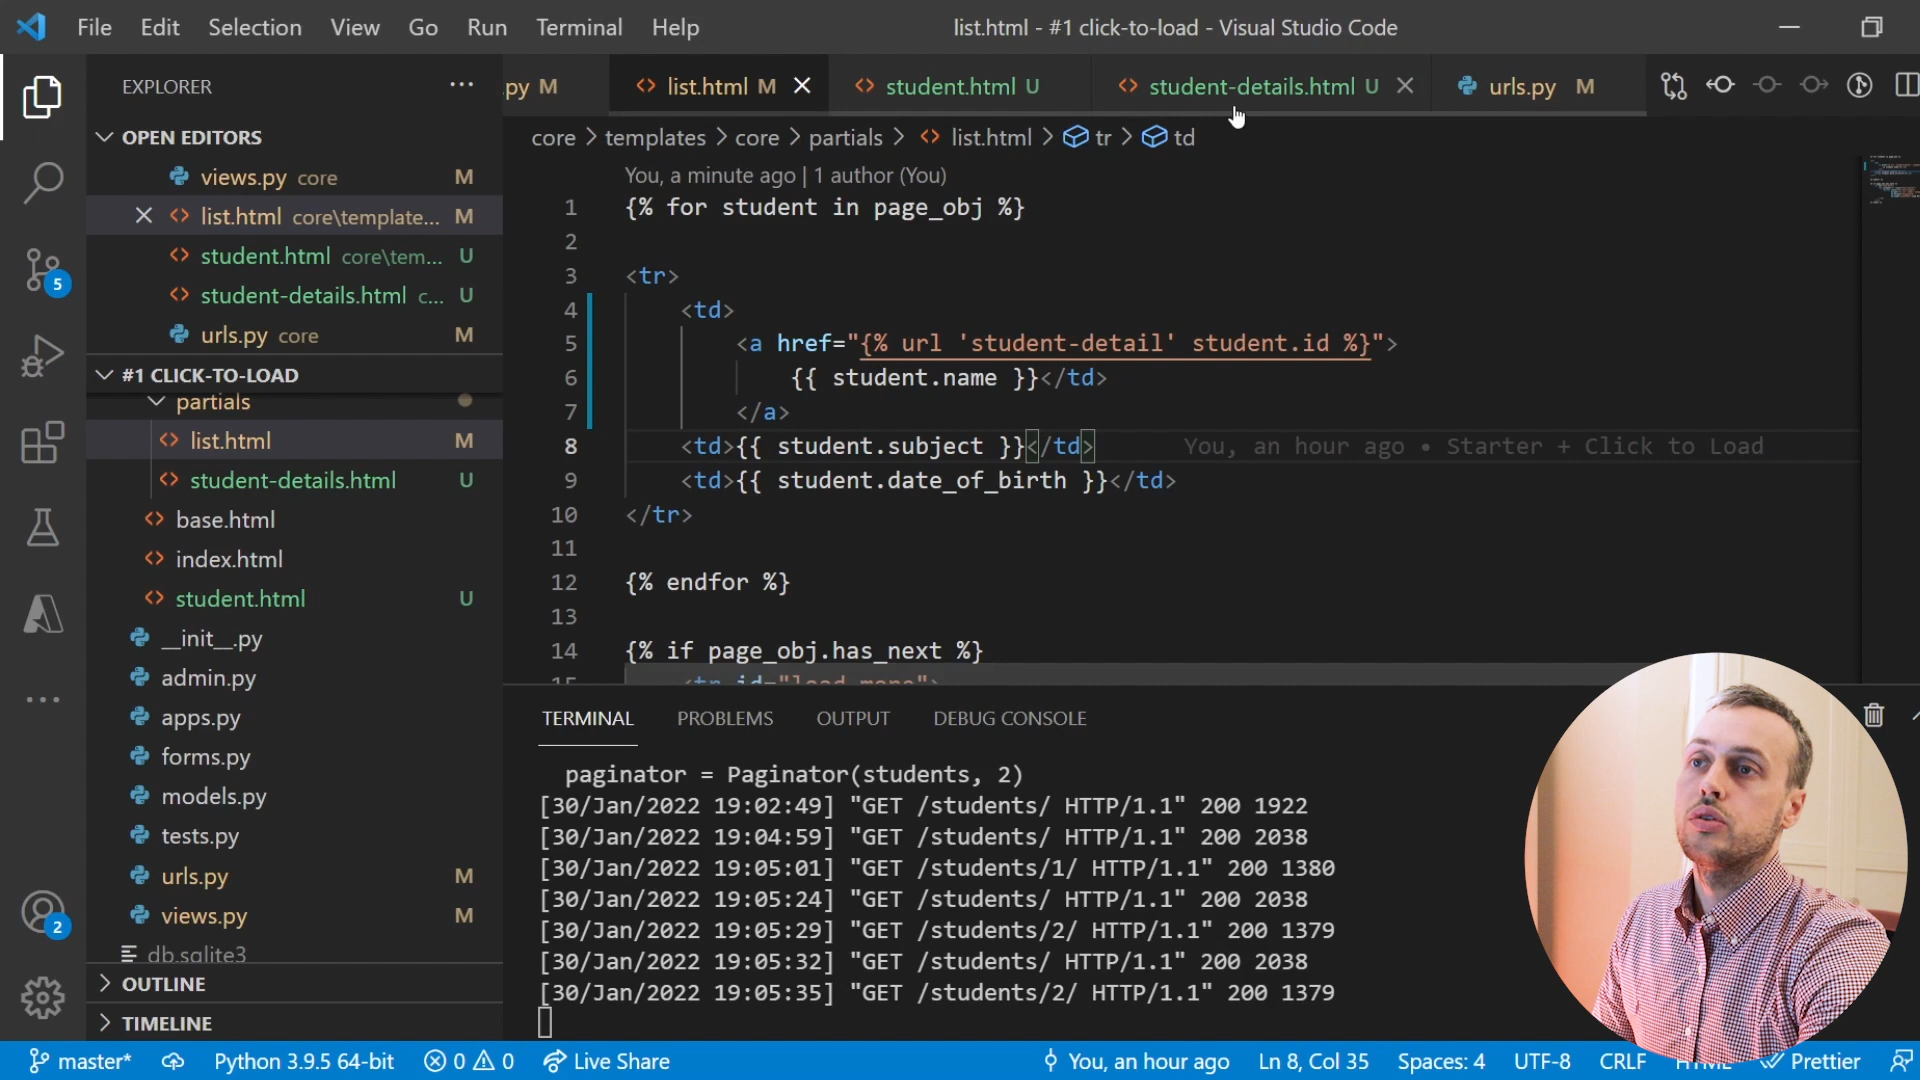 File Edit Selection View Go Run Terminal Help list.html - #1 click-to-load - Visual Studio Code
EXPLORER
.py M list.html M student.html U student-details.html U urls.py M
OPEN EDITORS
views.py core M
list.html core\template... M
student.html core\tem... U
student-details.html c... U
urls.py core M
#1 CLICK-TO-LOAD
partials
list.html M
student-details.html U
base.html
index.html
student.html U
__init__.py
admin.py
apps.py
forms.py
models.py
tests.py
urls.py M
views.py M
db.sqlite3
OUTLINE
TIMELINE
5
2
core > templates > core > partials > list.html > tr > td
You, a minute ago | 1 author (You)
1 {% for student in page_obj %}
2
3 <tr>
4 <td>
5 <a href="{% url 'student-detail' student.id %}">
6 {{ student.name }}</td>
7 </a>
8 <td>{{ student.subject }}</td> You, an hour ago • Starter + Click to Load
9 <td>{{ student.date_of_birth }}</td>
10 </tr>
11
12 {% endfor %}
13
14 {% if page_obj.has_next %}
15 <tr id="load_more">
TERMINAL PROBLEMS OUTPUT DEBUG CONSOLE
paginator = Paginator(students, 2)
[30/Jan/2022 19:02:49] "GET /students/ HTTP/1.1" 200 1922
[30/Jan/2022 19:04:59] "GET /students/ HTTP/1.1" 200 2038
[30/Jan/2022 19:05:01] "GET /students/1/ HTTP/1.1" 200 1380
[30/Jan/2022 19:05:24] "GET /students/ HTTP/1.1" 200 2038
[30/Jan/2022 19:05:29] "GET /students/2/ HTTP/1.1" 200 1379
[30/Jan/2022 19:05:32] "GET /students/ HTTP/1.1" 200 2038
[30/Jan/2022 19:05:35] "GET /students/2/ HTTP/1.1" 200 1379
master* Python 3.9.5 64-bit 0 0 Live Share You, an hour ago Ln 8, Col 35 Spaces: 4 UTF-8 CRLF HTML Prettier